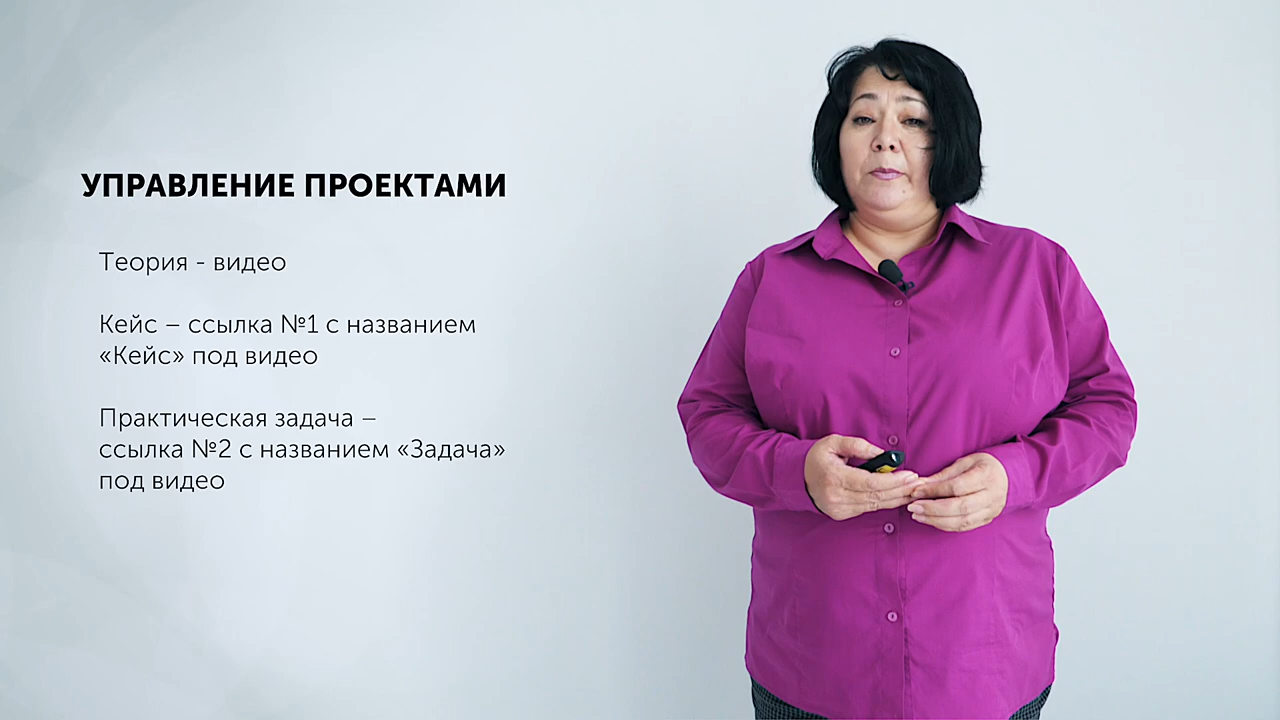 УПРАВЛЕНИЕ ПРОЕКТАМИ
Теория - видео
Кейс – ссылка №1 с названием
«Кейс» под видео
Практическая задача –
ссылка №2 с названием «Задача»
под видео